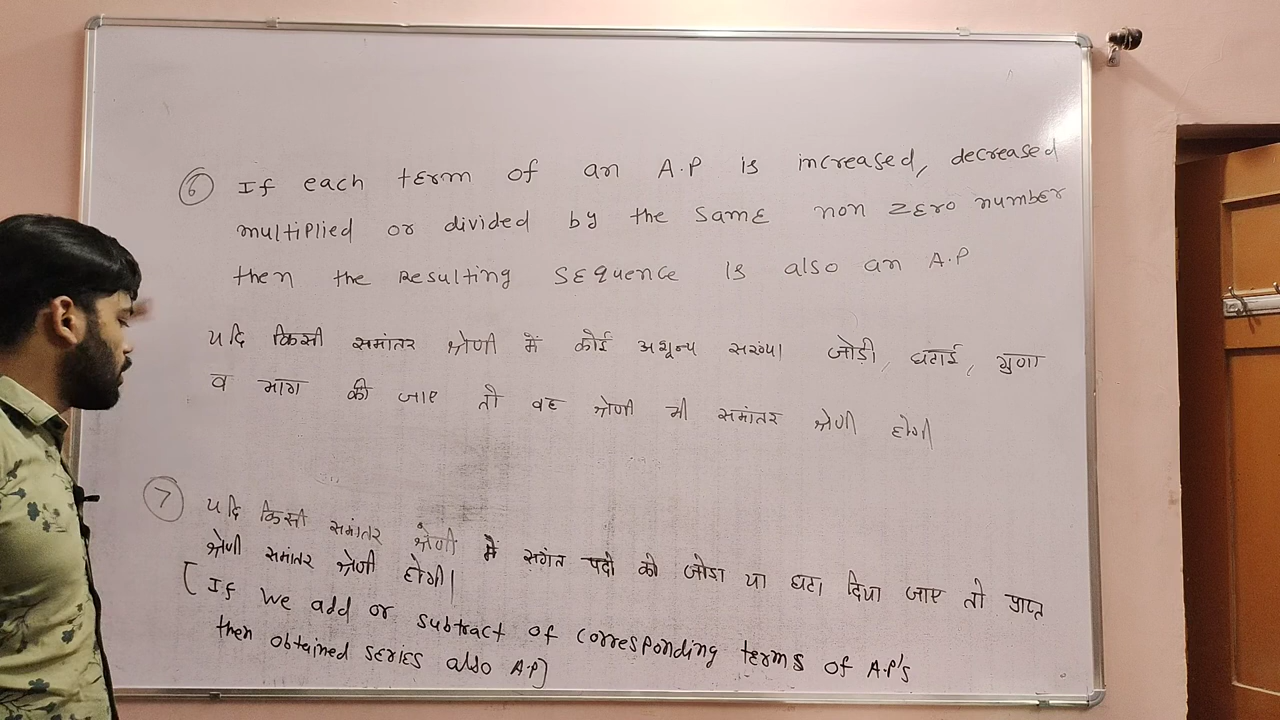 ⑥ If each term of an A.P is increased, decreased
multiplied or divided by the same non zero number
then the Resulting sequence is also an A.P
यदि किसी समांतर श्रेणी में कोई अशून्य सख्या जोड़ी, घटाई, गुणा
व भाग की जाए तो वह श्रेणी भी समांतर श्रेणी होगी
⑦ यदि किसी समांतर श्रेणी में सगंत पदो को जोडा या घटा दिया जाए तो प्राप्त
श्रेणी समांतर श्रेणी होगी।
[If we add or subtract of corresponding terms of A.P's
then obtained series also A.P]